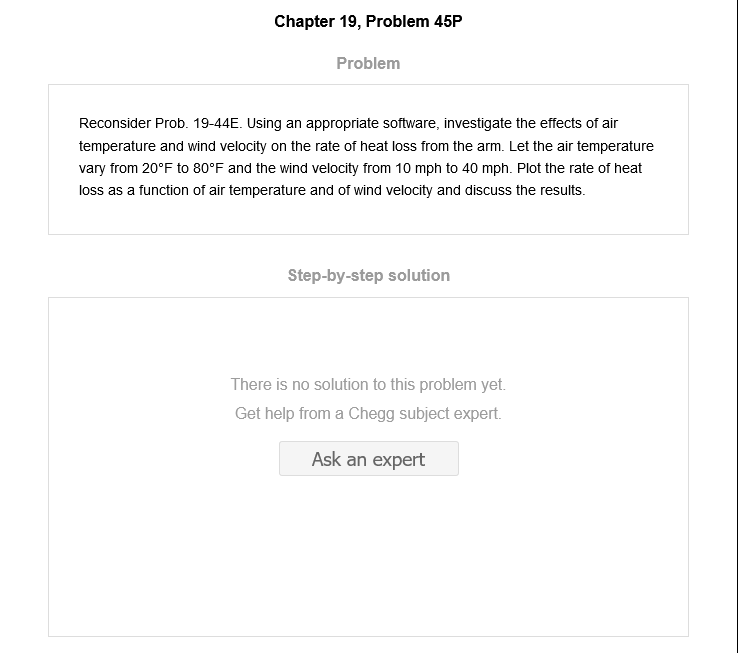 Chapter 19, Problem 45P
Problem
Reconsider Prob. 19-44E. Using an appropriate software, investigate the effects of air
temperature and wind velocity on the rate of heat loss from the arm. Let the air temperature
vary from 20°F to 80°F and the wind velocity from 10 mph to 40 mph. Plot the rate of heat
loss as a function of air temperature and of wind velocity and discuss the results.
Step-by-step solution
There is no solution to this problem yet.
Get help from a Chegg subject expert.
Ask an expert